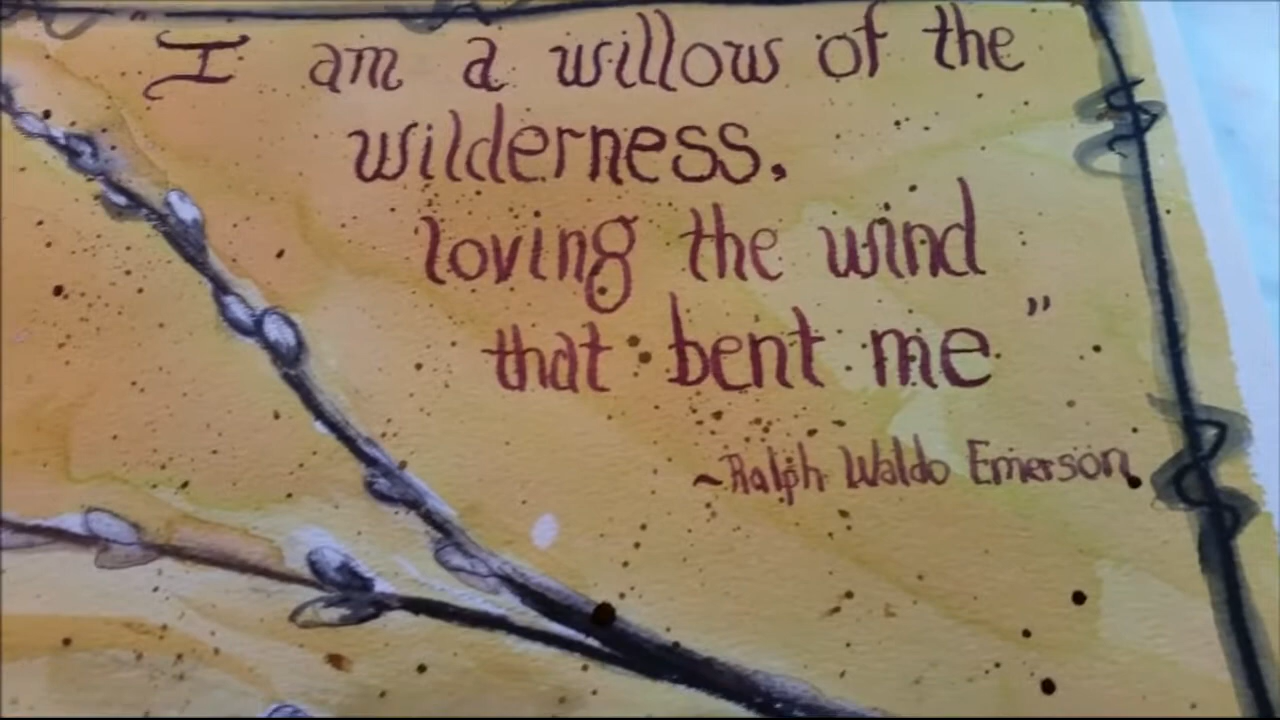 "I am a willow of the
wilderness,
loving the wind
that bent me"
~Ralph Waldo Emerson